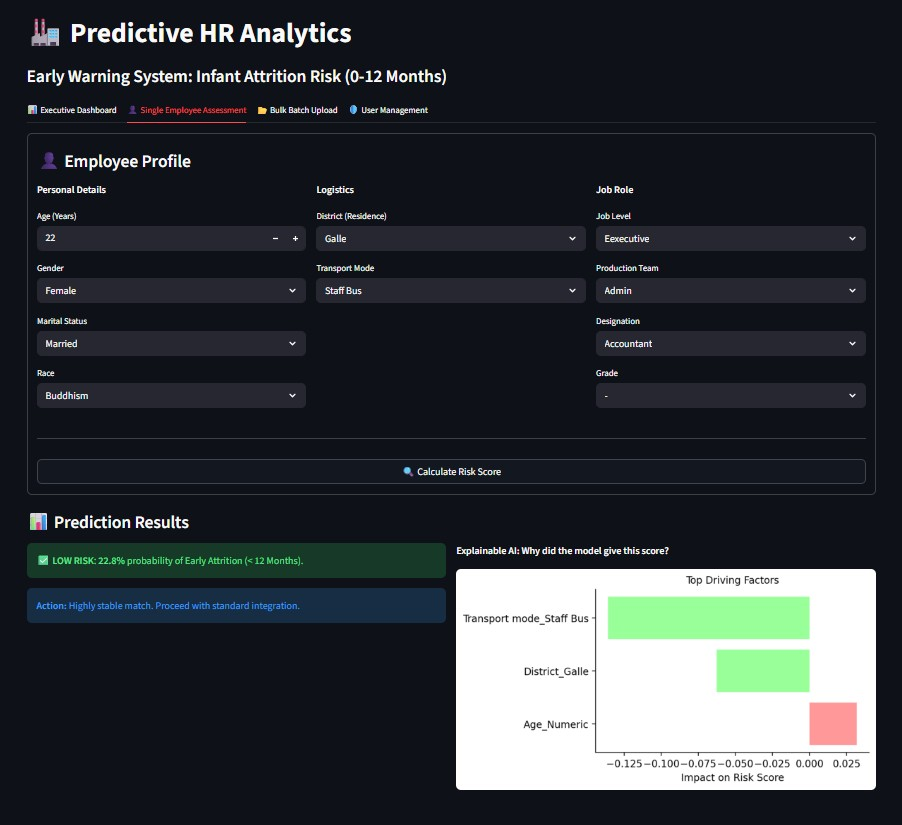 Predictive HR Analytics
Early Warning System: Infant Attrition Risk (0-12 Months)
Executive Dashboard
Single Employee Assessment
Bulk Batch Upload
User Management
Employee Profile
Personal Details
Age (Years)
22
− +
Gender
Female
Marital Status
Married
Race
Buddhism
Logistics
District (Residence)
Galle
Transport Mode
Staff Bus
Job Role
Job Level
Eexecutive
Production Team
Admin
Designation
Accountant
Grade
-
Calculate Risk Score
Prediction Results
LOW RISK: 22.8% probability of Early Attrition (< 12 Months).
Action: Highly stable match. Proceed with standard integration.
Explainable AI: Why did the model give this score?
Top Driving Factors
Transport mode_Staff Bus
District_Galle
Age_Numeric
−0.125 −0.100 −0.075 −0.050 −0.025 0.000 0.025
Impact on Risk Score